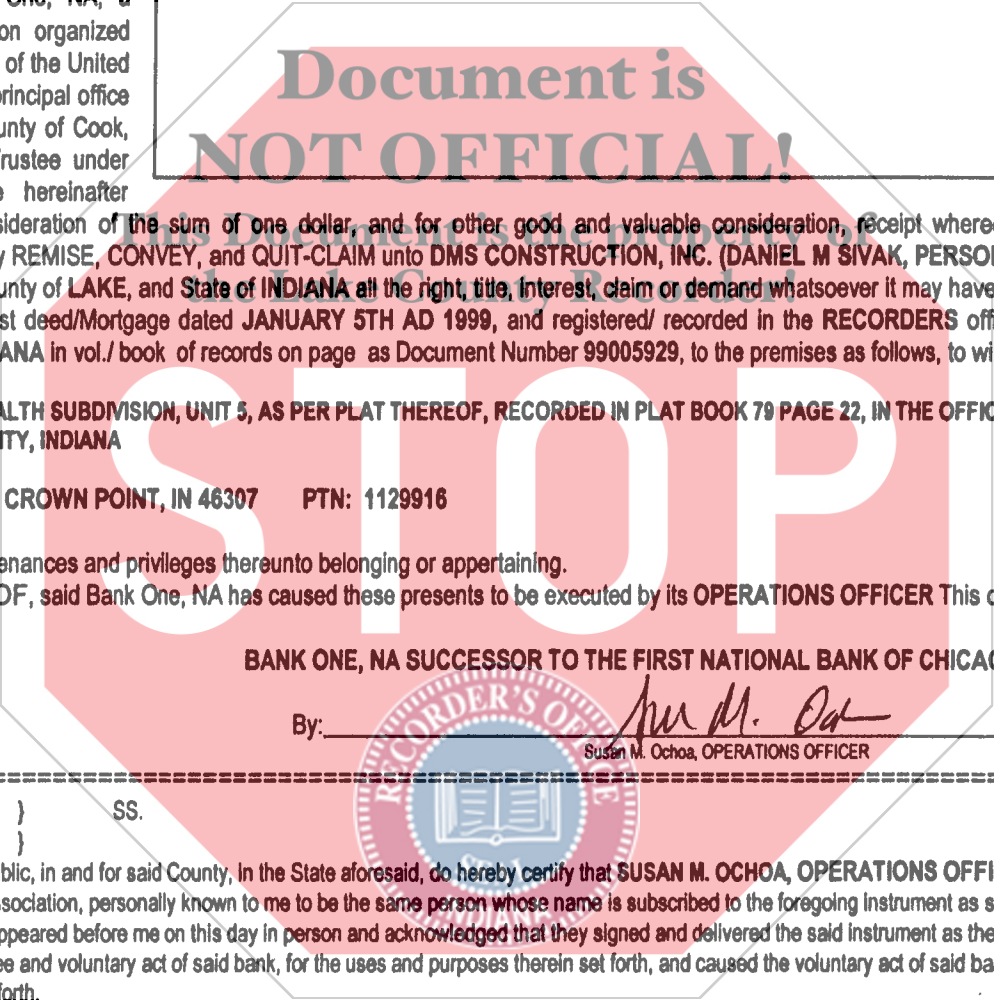 One, NA, a
on organized
of the United
principal office
unty of Cook,
Trustee under
hereinafter
Document is
NOT OFFICIAL!
This Document is the property of
the Lake County Recorder!
STOP
sideration of the sum of one dollar, and for other good and valuable consideration, receipt where
y REMISE, CONVEY, and QUIT-CLAIM unto DMS CONSTRUCTION, INC. (DANIEL M SIVAK, PERSO
unty of LAKE, and State of INDIANA all the right, title, interest, claim or demand whatsoever it may have
st deed/Mortgage dated JANUARY 5TH AD 1999, and registered/ recorded in the RECORDERS off
ANA in vol./ book of records on page as Document Number 99005929, to the premises as follows, to wi
ALTH SUBDIVISION, UNIT 5, AS PER PLAT THEREOF, RECORDED IN PLAT BOOK 79 PAGE 22, IN THE OFFIC
TY, INDIANA
CROWN POINT, IN 46307 PTN: 1129916
enances and privileges thereunto belonging or appertaining.
OF, said Bank One, NA has caused these presents to be executed by its OPERATIONS OFFICER This
BANK ONE, NA SUCCESSOR TO THE FIRST NATIONAL BANK OF CHICAG
By:
Susan M. Ochoa, OPERATIONS OFFICER
RECORDER'S OFFICE
SEAL
INDIANA
} SS.
}
blic, in and for said County, In the State aforesaid, do hereby certify that SUSAN M. OCHOA, OPERATIONS OFFI
sociation, personally known to me to be the same person whose name is subscribed to the foregoing instrument as s
ppeared before me on this day in person and acknowledged that they signed and delivered the said instrument as the
ee and voluntary act of said bank, for the uses and purposes therein set forth, and caused the voluntary act of said ba
forth.